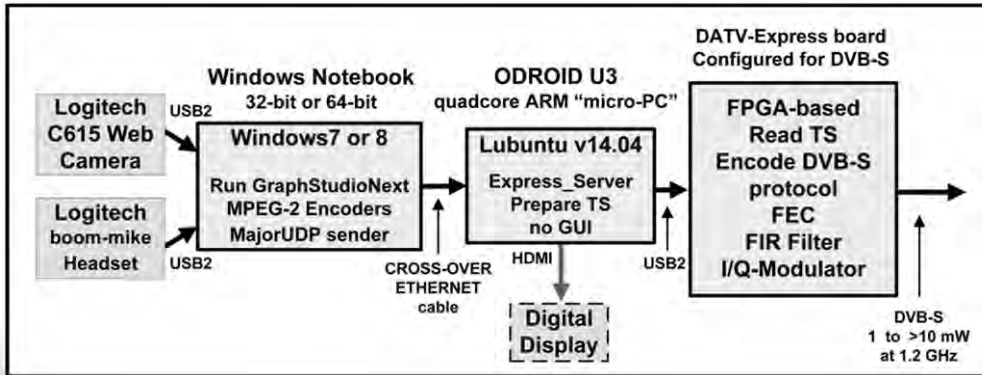 Logitech
C615 Web
Camera
USB2
Logitech
boom-mike
Headset
USB2
Windows Notebook
32-bit or 64-bit
Windows7 or 8
Run GraphStudioNext
MPEG-2 Encoders
MajorUDP sender
CROSS-OVER
ETHERNET
cable
ODROID U3
quadcore ARM “micro-PC”
Lubuntu v14.04
Express_Server
Prepare TS
no GUI
HDMI
Digital
Display
USB2
DATV-Express board
Configured for DVB-S
FPGA-based
Read TS
Encode DVB-S
protocol
FEC
FIR Filter
I/Q-Modulator
DVB-S
1 to >10 mW
at 1.2 GHz